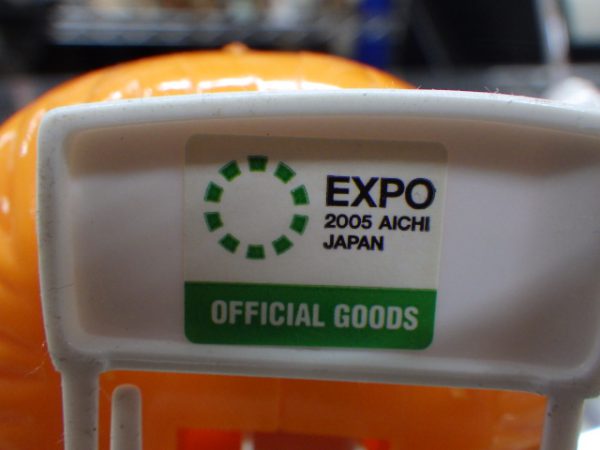 EXPO
2005 AICHI
JAPAN
OFFICIAL GOODS